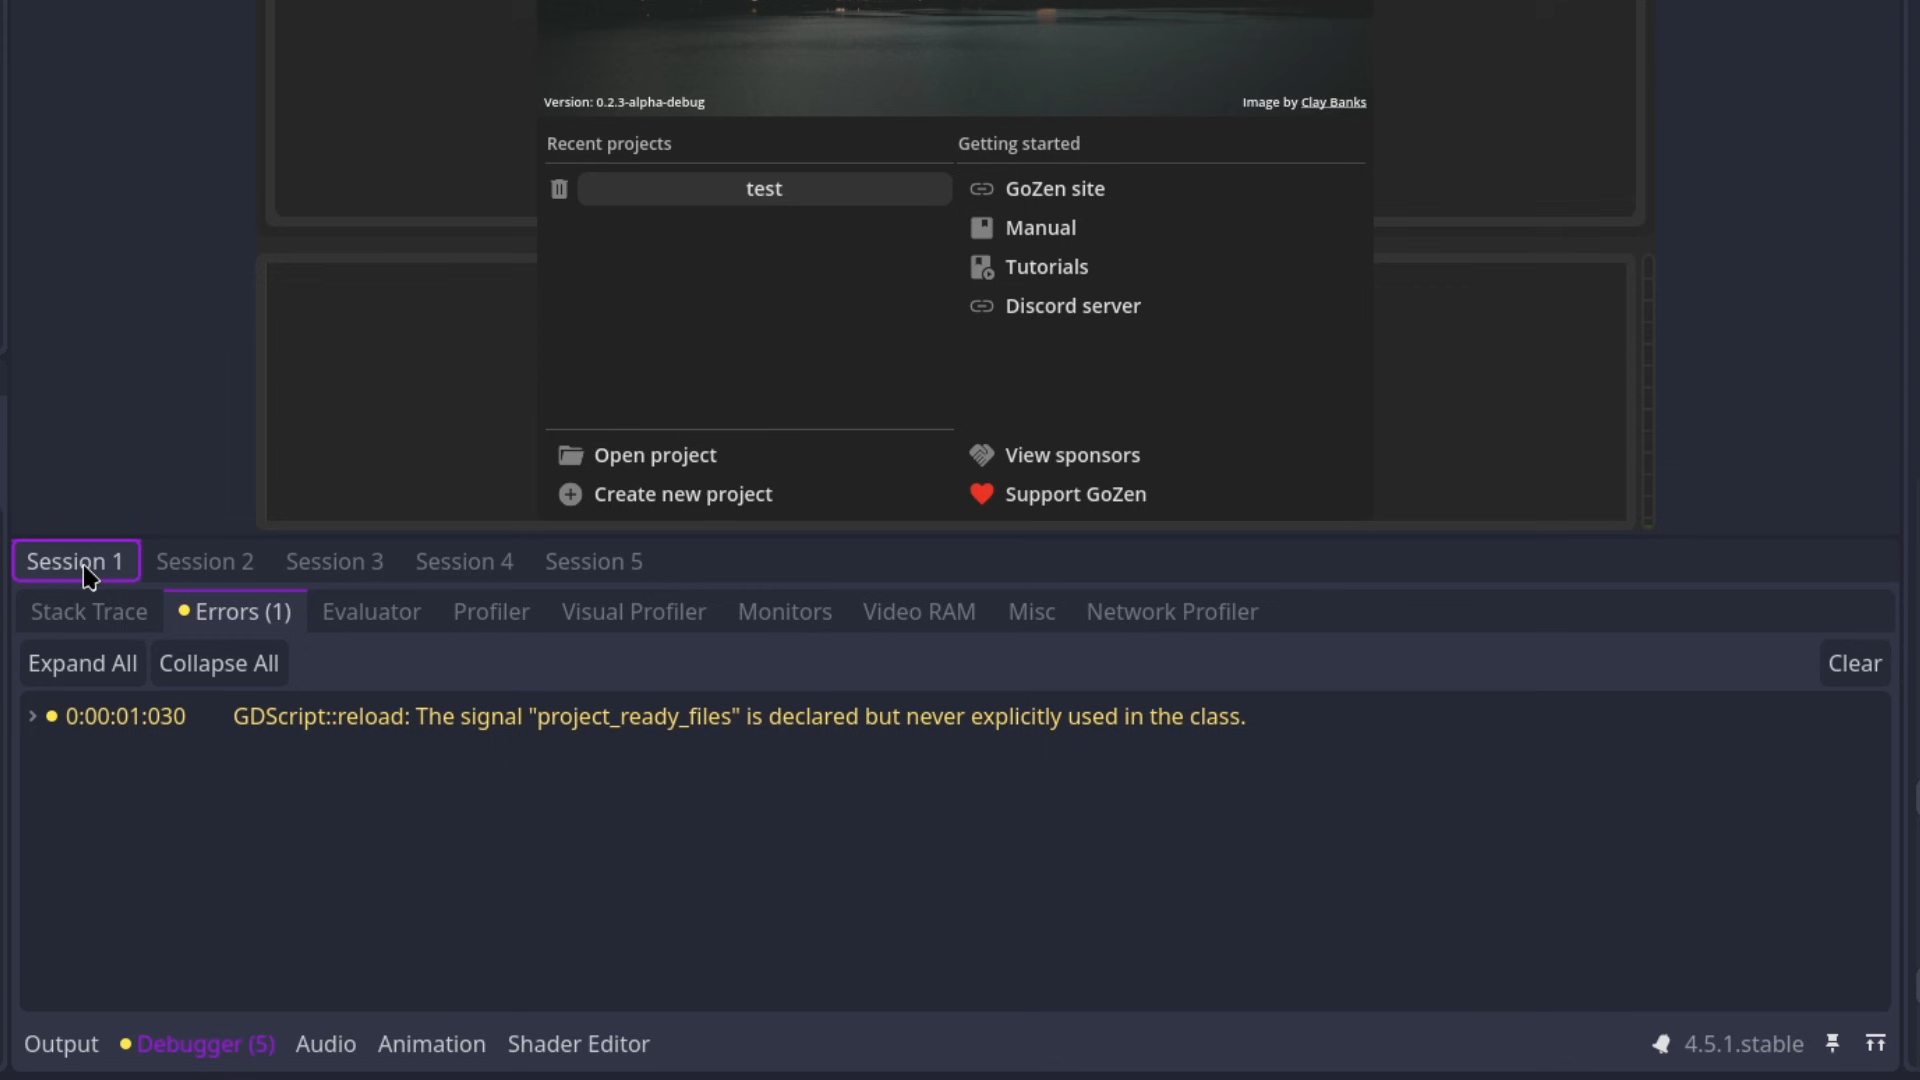 Version: 0.2.3-alpha-debug
Image by Clay Banks
Recent projects
Getting started
test
GoZen site
Manual
Tutorials
Discord server
Open project
View sponsors
Create new project
Support GoZen
Session 1 Session 2 Session 3 Session 4 Session 5
Stack Trace Errors (1) Evaluator Profiler Visual Profiler Monitors Video RAM Misc Network Profiler
Expand All Collapse All Clear
0:00:01:030 GDScript::reload: The signal "project_ready_files" is declared but never explicitly used in the class.
Output Debugger (5) Audio Animation Shader Editor 4.5.1.stable